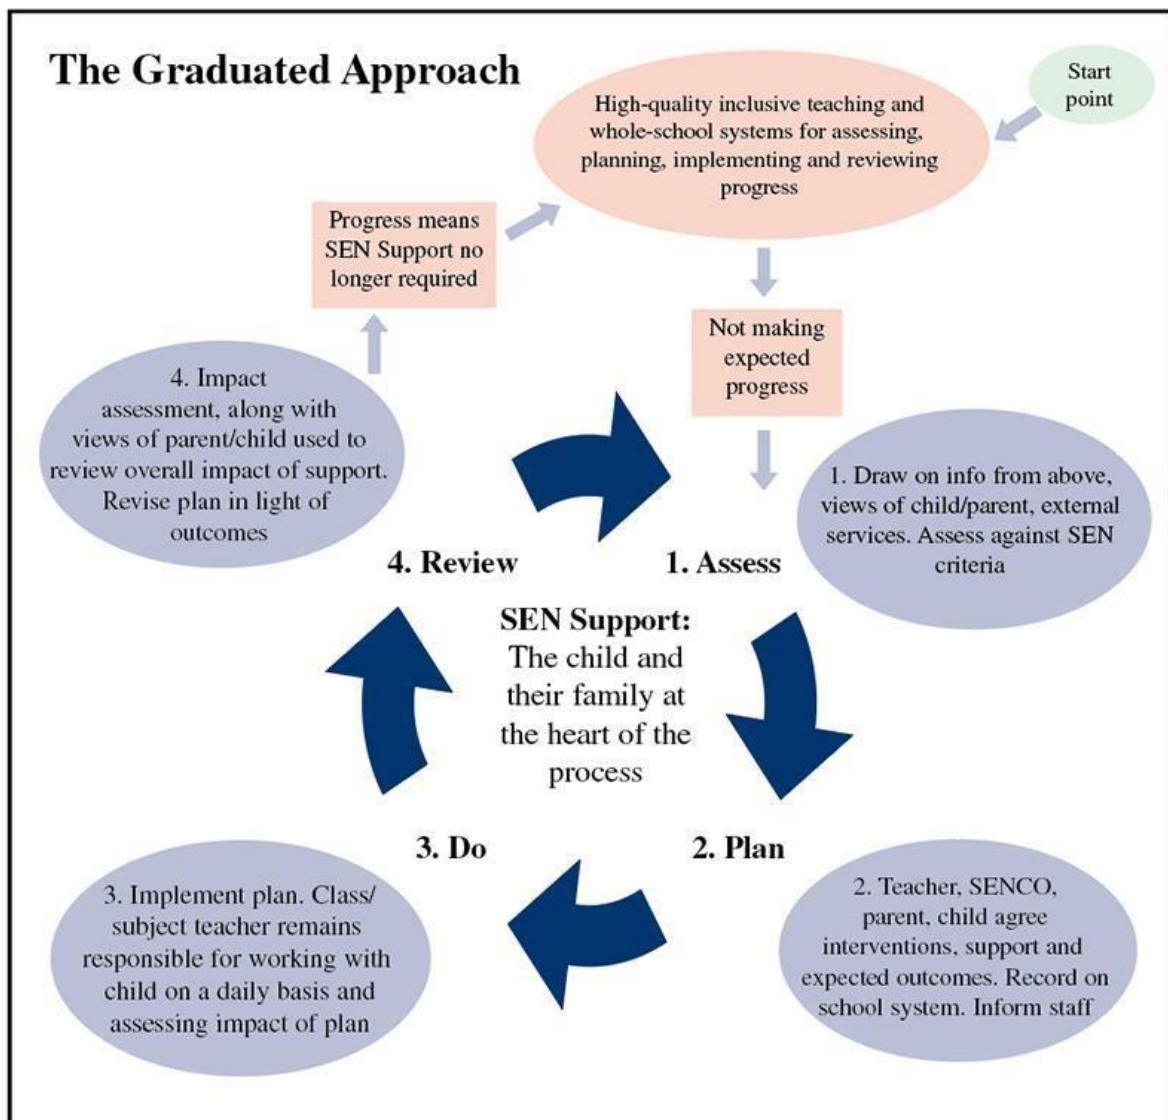 The Graduated Approach
Start
point
High-quality inclusive teaching and
whole-school systems for assessing,
planning, implementing and reviewing
progress
Progress means
SEN Support no
longer required
Not making
expected
progress
4. Impact
assessment, along with
views of parent/child used to
review overall impact of support.
Revise plan in light of
outcomes
1. Draw on info from above,
views of child/parent, external
services. Assess against SEN
criteria
4. Review
1. Assess
SEN Support:
The child and
their family at
the heart of the
process
3. Do
2. Plan
3. Implement plan. Class/
subject teacher remains
responsible for working with
child on a daily basis and
assessing impact of plan
2. Teacher, SENCO,
parent, child agree
interventions, support and
expected outcomes. Record on
school system. Inform staff